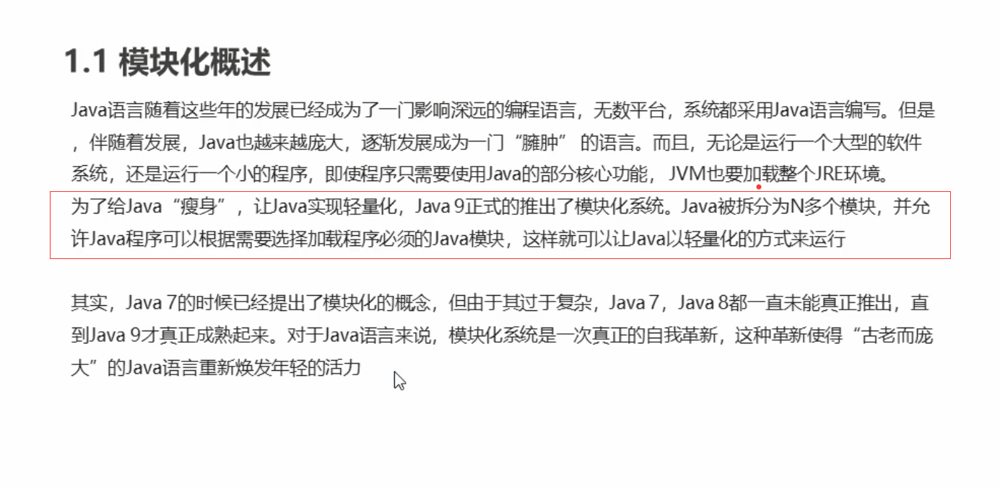 1.1 模块化概述
Java语言随着这些年的发展已经成为了一门影响深远的编程语言，无数平台，系统都采用Java语言编写。但是
，伴随着发展，Java也越来越庞大，逐渐发展成为一门“臃肿” 的语言。而且，无论是运行一个大型的软件
系统，还是运行一个小的程序，即使程序只需要使用Java的部分核心功能， JVM也要加载整个JRE环境。
为了给Java“瘦身”，让Java实现轻量化，Java 9正式的推出了模块化系统。Java被拆分为N多个模块，并允
许Java程序可以根据需要选择加载程序必须的Java模块，这样就可以让Java以轻量化的方式来运行
其实，Java 7的时候已经提出了模块化的概念，但由于其过于复杂，Java 7，Java 8都一直未能真正推出，直
到Java 9才真正成熟起来。对于Java语言来说，模块化系统是一次真正的自我革新，这种革新使得“古老而庞
大”的Java语言重新焕发年轻的活力